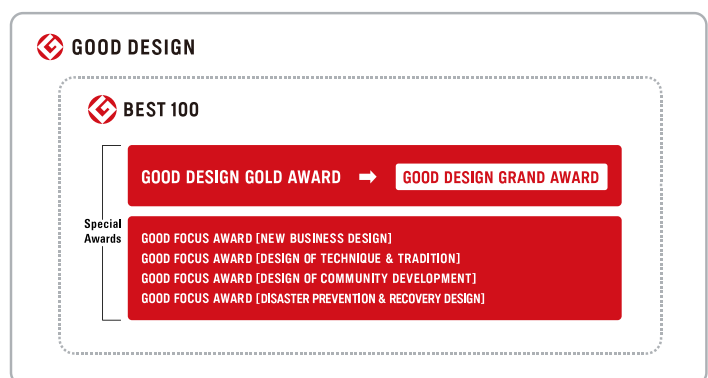 GOOD DESIGN
BEST 100
Special
Awards
GOOD DESIGN GOLD AWARD ➡ GOOD DESIGN GRAND AWARD
GOOD FOCUS AWARD [NEW BUSINESS DESIGN]
GOOD FOCUS AWARD [DESIGN OF TECHNIQUE & TRADITION]
GOOD FOCUS AWARD [DESIGN OF COMMUNITY DEVELOPMENT]
GOOD FOCUS AWARD [DISASTER PREVENTION & RECOVERY DESIGN]